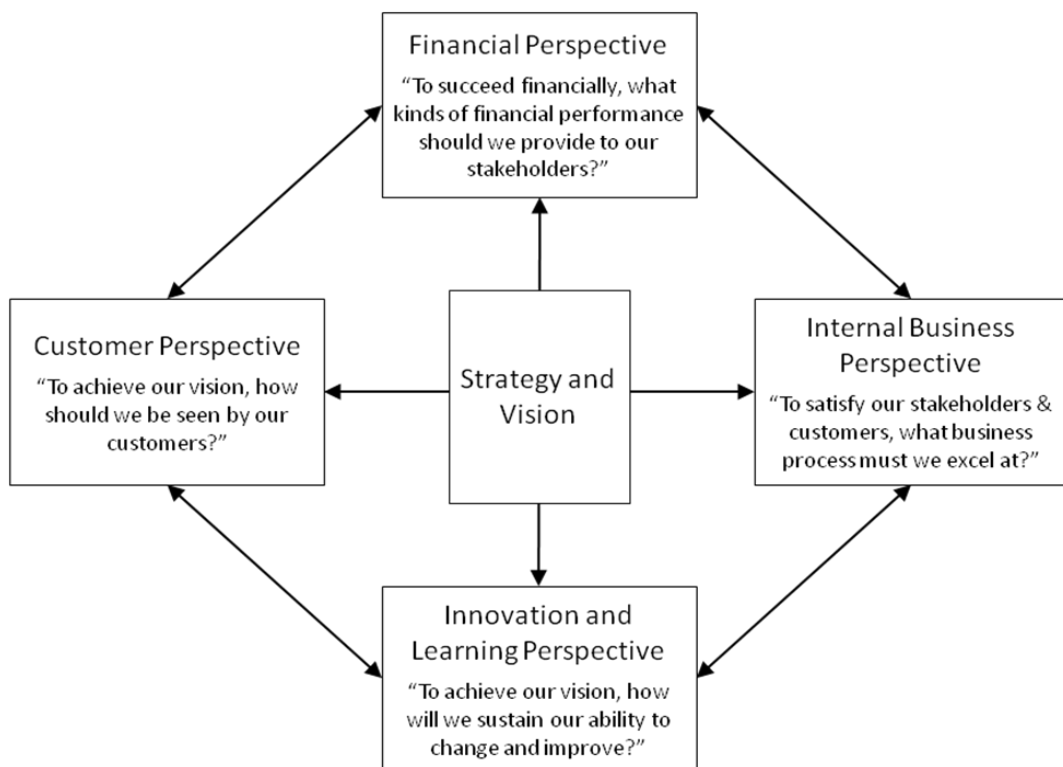 Financial Perspective
“To succeed financially, what
kinds of financial performance
should we provide to our
stakeholders?”
Customer Perspective
“To achieve our vision, how
should we be seen by our
customers?”
Strategy and
Vision
Internal Business
Perspective
“To satisfy our stakeholders &
customers, what business
process must we excel at?”
Innovation and
Learning Perspective
“To achieve our vision, how
will we sustain our ability to
change and improve?”